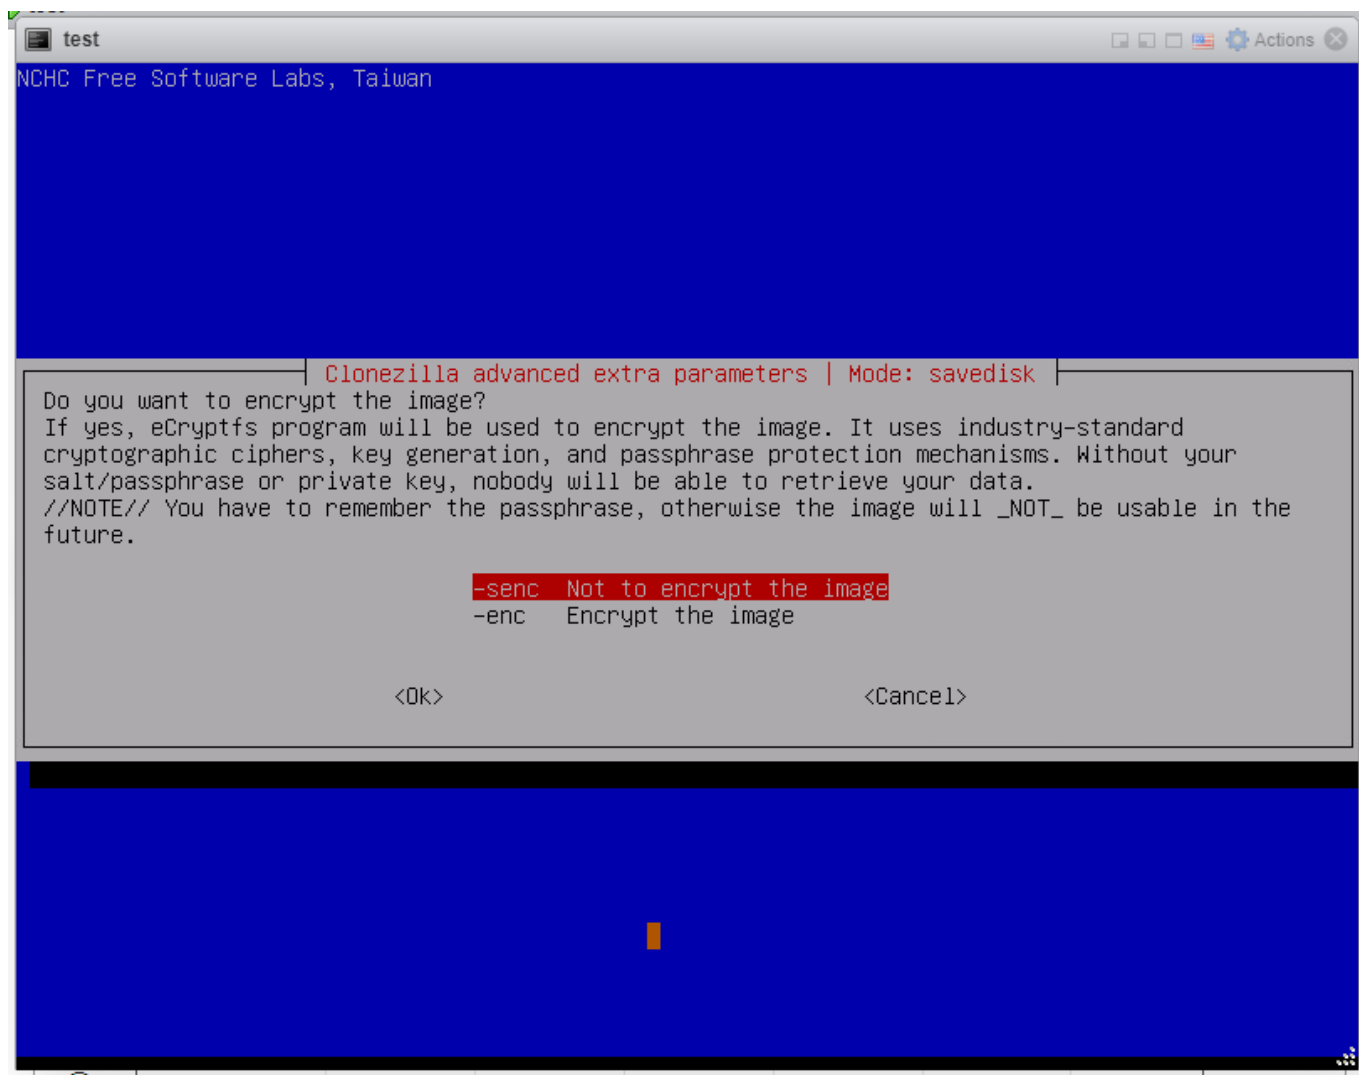 test
Actions
NCHC Free Software Labs, Taiwan
Clonezilla advanced extra parameters | Mode: savedisk
Do you want to encrypt the image?
If yes, eCryptfs program will be used to encrypt the image. It uses industry-standard
cryptographic ciphers, key generation, and passphrase protection mechanisms. Without your
salt/passphrase or private key, nobody will be able to retrieve your data.
//NOTE// You have to remember the passphrase, otherwise the image will _NOT_ be usable in the
future.
-senc Not to encrypt the image
-enc Encrypt the image
<Ok> <Cancel>